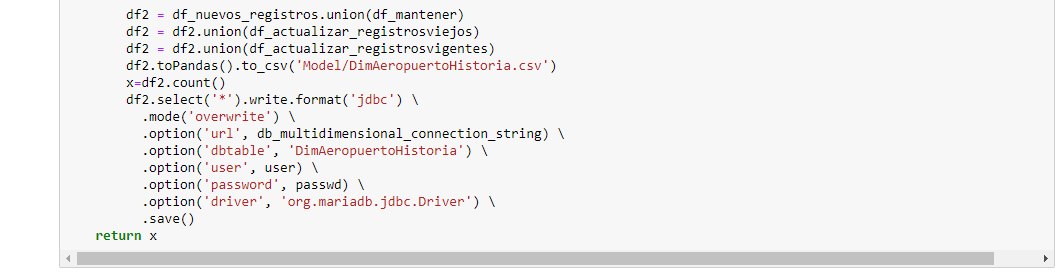 df2 = df_nuevos_registros.union(df_mantener)
df2 = df2.union(df_actualizar_registrosviejos)
df2 = df2.union(df_actualizar_registrosvigentes)
df2.toPandas().to_csv('Model/DimAeropuertoHistoria.csv')
x=df2.count()
df2.select('*').write.format('jdbc') \
.mode('overwrite') \
.option('url', db_multidimensional_connection_string) \
.option('dbtable', 'DimAeropuertoHistoria') \
.option('user', user) \
.option('password', passwd) \
.option('driver', 'org.mariadb.jdbc.Driver') \
.save()
return x